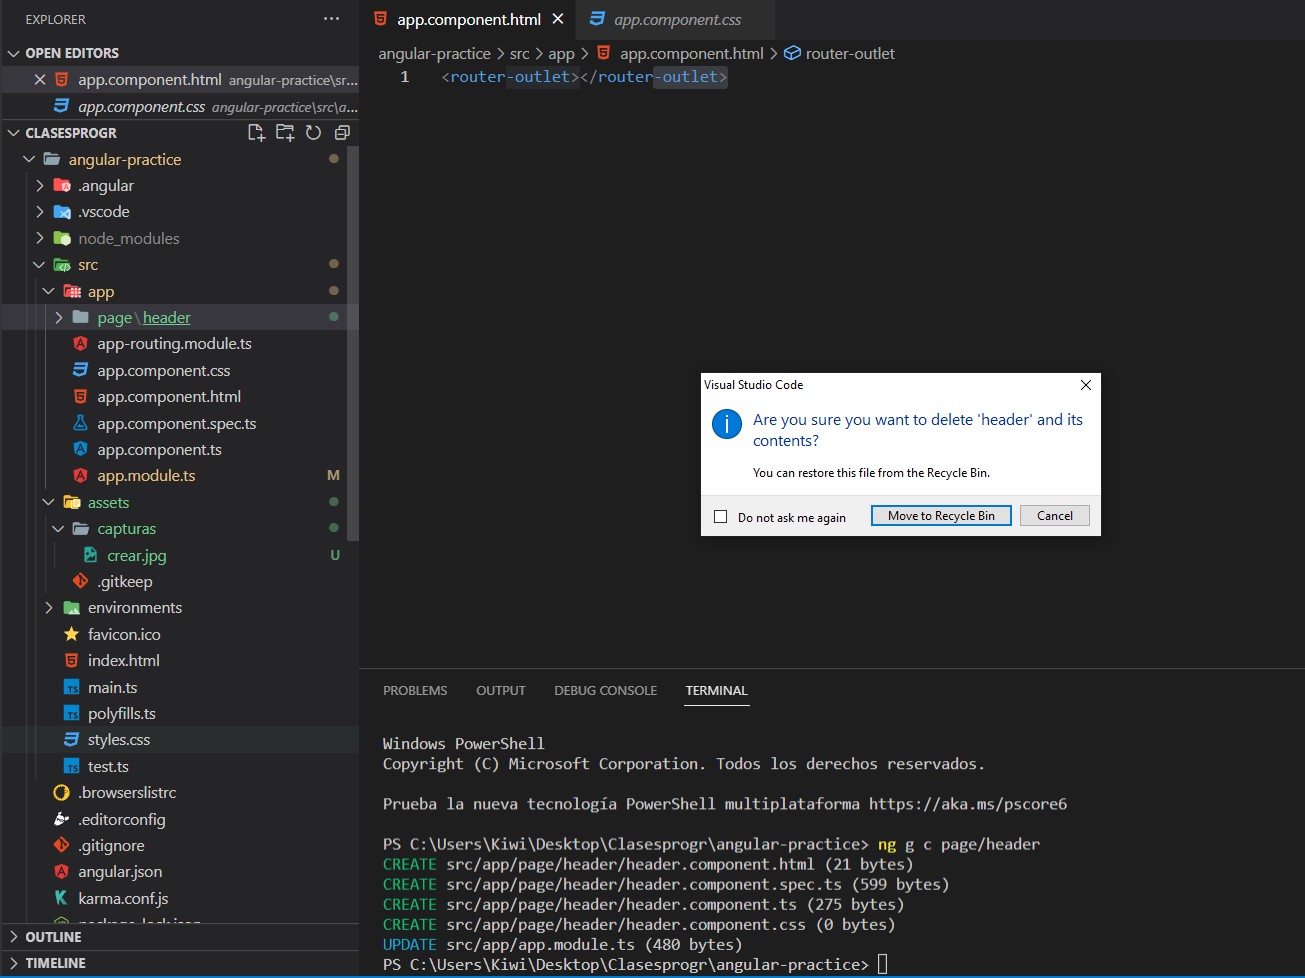 EXPLORER
OPEN EDITORS
app.component.html angular-practice\sr...
app.component.css angular-practice\src\a...
CLASESPROGR
angular-practice
.angular
.vscode
node_modules
src
app
page\header
app-routing.module.ts
app.component.css
app.component.html
app.component.spec.ts
app.component.ts
app.module.ts M
assets
capturas
crear.jpg U
.gitkeep
environments
favicon.ico
index.html
main.ts
polyfills.ts
styles.css
test.ts
.browserslistrc
.editorconfig
.gitignore
angular.json
karma.conf.js
package-lock.json
OUTLINE
TIMELINE
app.component.html app.component.css
angular-practice > src > app > app.component.html > router-outlet
1 <router-outlet></router-outlet>
Visual Studio Code
Are you sure you want to delete 'header' and its
contents?
You can restore this file from the Recycle Bin.
Do not ask me again Move to Recycle Bin Cancel
PROBLEMS OUTPUT DEBUG CONSOLE TERMINAL
Windows PowerShell
Copyright (C) Microsoft Corporation. Todos los derechos reservados.
Prueba la nueva tecnología PowerShell multiplataforma https://aka.ms/pscore6
PS C:\Users\Kiwi\Desktop\Clasesprogr\angular-practice> ng g c page/header
CREATE src/app/page/header/header.component.html (21 bytes)
CREATE src/app/page/header/header.component.spec.ts (599 bytes)
CREATE src/app/page/header/header.component.ts (275 bytes)
CREATE src/app/page/header/header.component.css (0 bytes)
UPDATE src/app/app.module.ts (480 bytes)
PS C:\Users\Kiwi\Desktop\Clasesprogr\angular-practice>